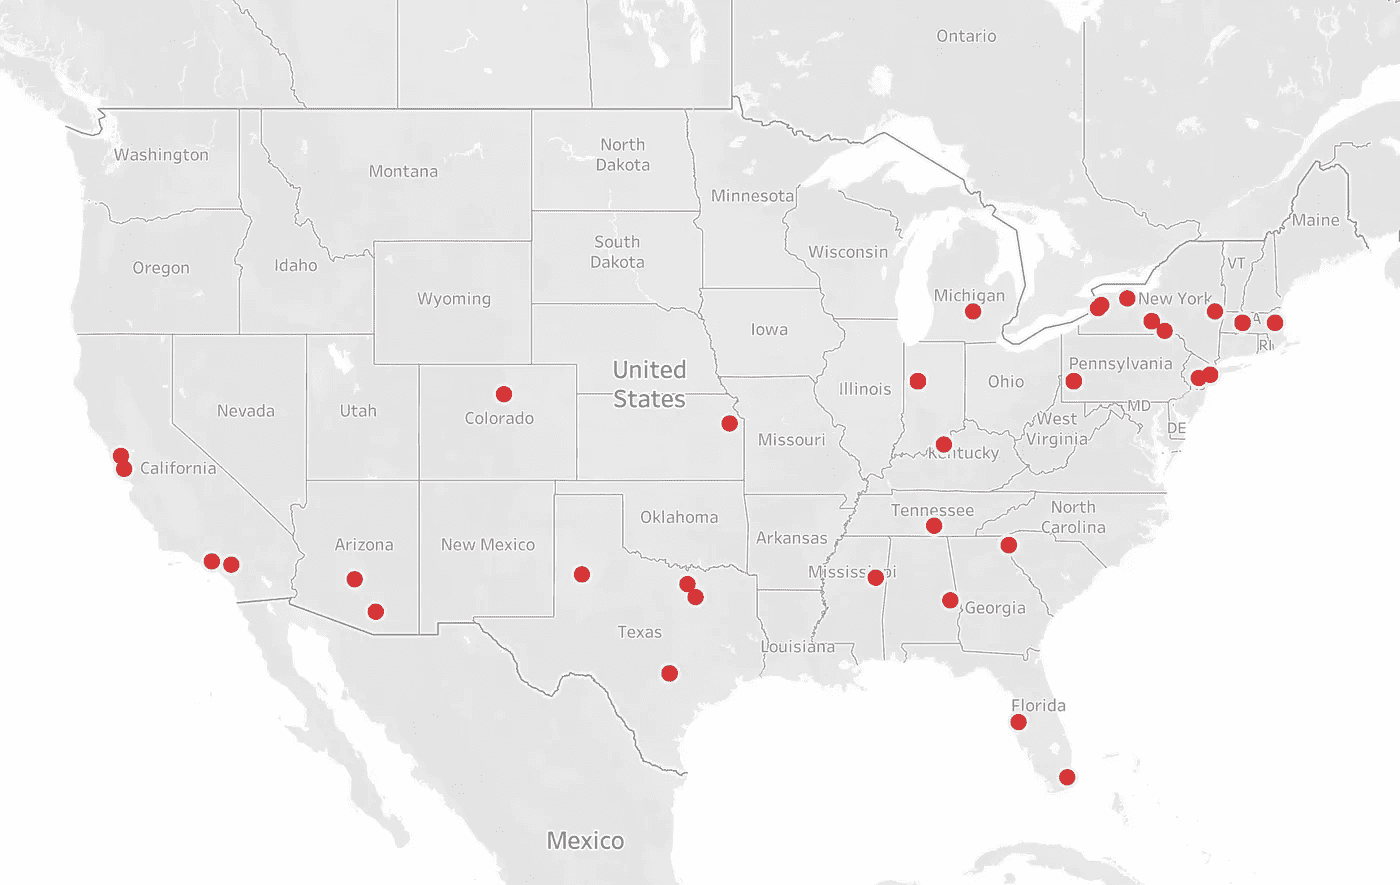 Ontario
Washington
North
Dakota
Montana
Minnesota
Maine
South
Dakota
Wisconsin
VT
Oregon
Idaho
Wyoming
Michigan
New York
A
Iowa
RI
United
States
Pennsylvania
Illinois
Ohio
Nevada
Utah
Colorado
MD
West
Virginia
DE
Missouri
Kentucky
California
Tennessee
North
Carolina
Oklahoma
Arkansas
Arizona
New Mexico
Mississippi
Georgia
Texas
Louisiana
Florida
Mexico